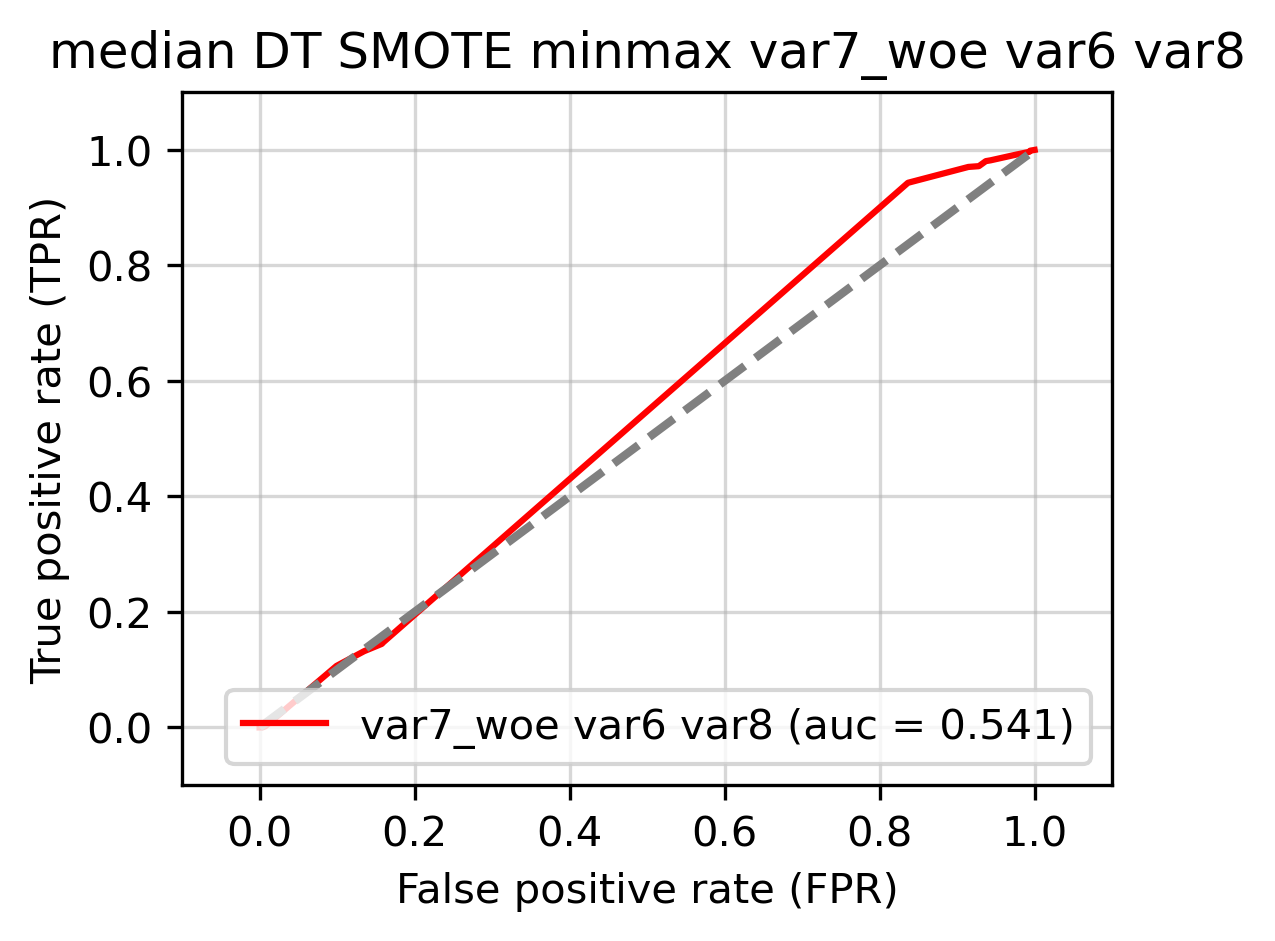 median DT SMOTE minmax var7_woe var6 var8
True positive rate (TPR)
1.0
0.8
0.6
0.4
0.2
0.0
var7_woe var6 var8 (auc = 0.541)
0.0 0.2 0.4 0.6 0.8 1.0
False positive rate (FPR)